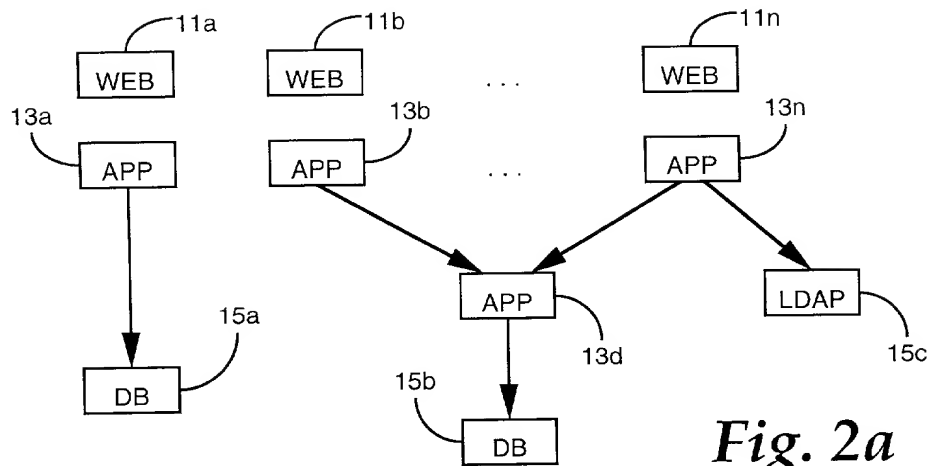 11a
11b
11n
WEB
WEB
...
WEB
13a
13b
13n
APP
APP
...
APP
APP
LDAP
15a
13d
15c
DB
15b
DB
Fig. 2a